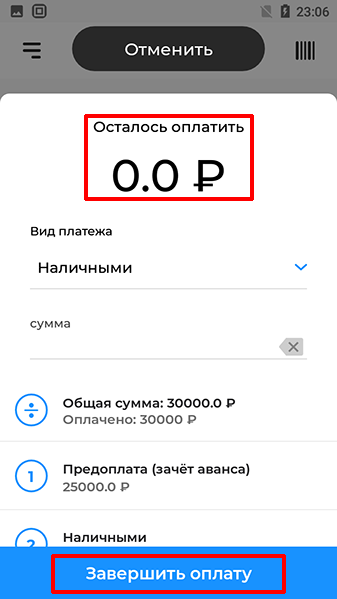 23:06
Отменить
Осталось оплатить
0.0 ₽
Вид платежа
Наличными
сумма
Общая сумма: 30000.0 ₽
Оплачено: 30000 ₽
1
Предоплата (зачёт аванса)
25000.0 ₽
2
Наличными
Завершить оплату